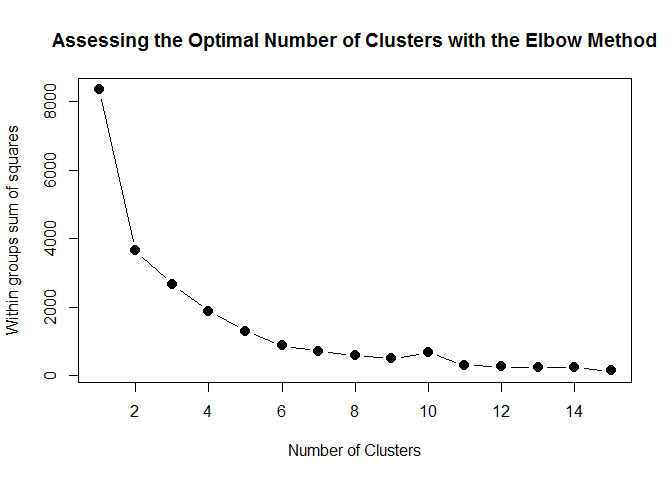 Assessing the Optimal Number of Clusters with the Elbow Method
Within groups sum of squares
8000
6000
4000
2000
0
2 4 6 8 10 12 14
Number of Clusters